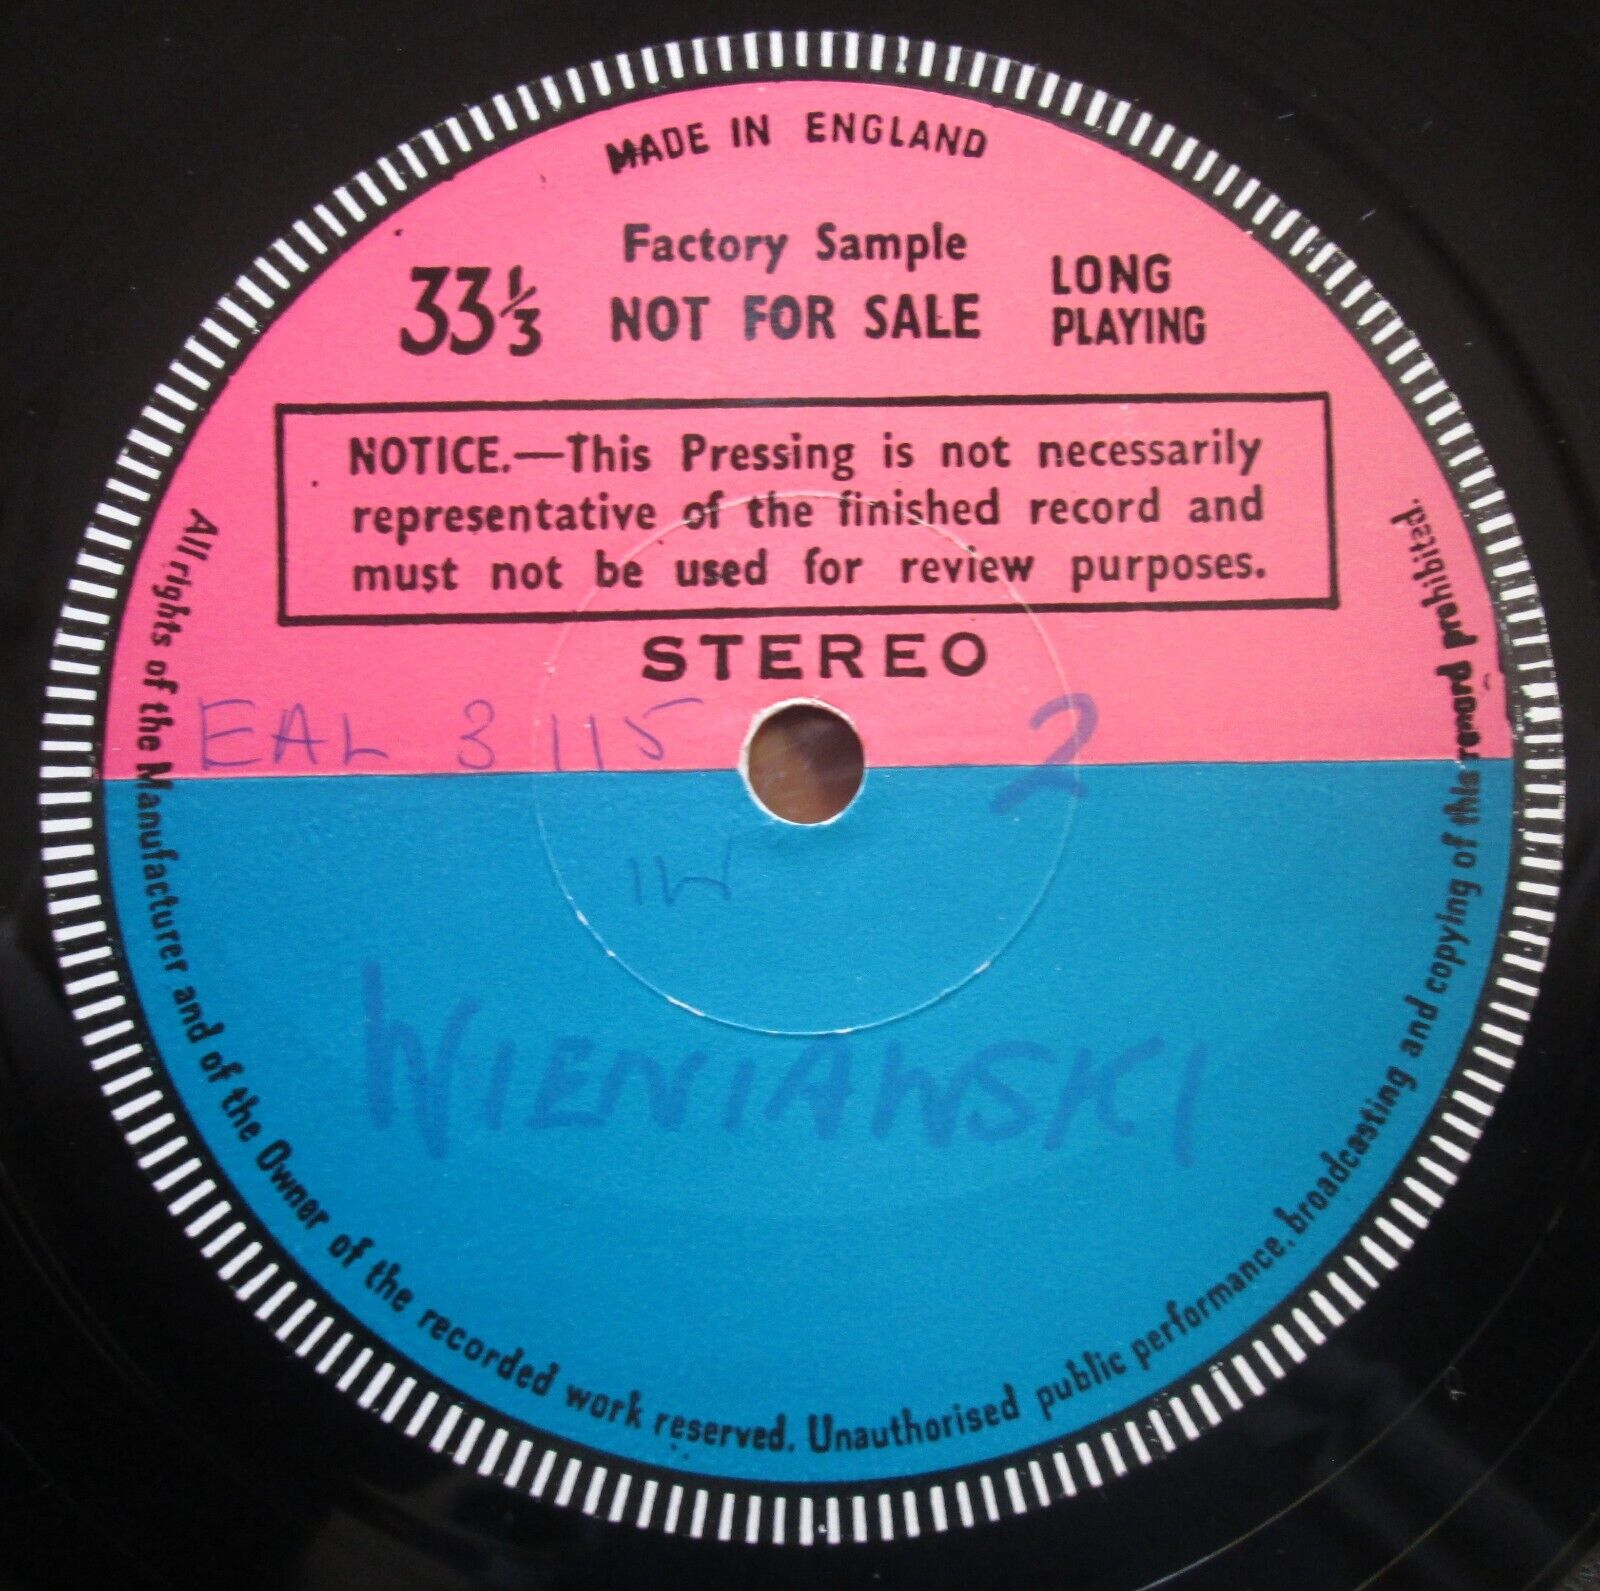 MADE IN ENGLAND
Factory Sample
33⅓ NOT FOR SALE LONG PLAYING
NOTICE.—This Pressing is not necessarily
representative of the finished record and
must not be used for review purposes.
STEREO
EAL 3115 2
1W
WIENIAWSKI
All rights of the Manufacturer and of the Owner of the recorded work reserved. Unauthorised public performance, broadcasting and copying of this record prohibited.